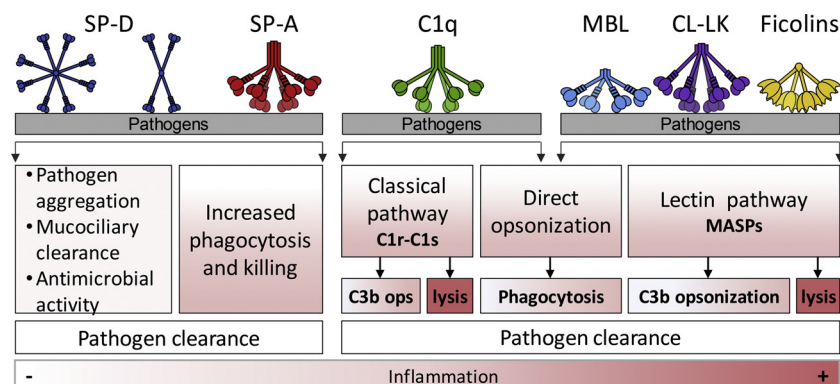 SP-D SP-A C1q MBL CL-LK Ficolins
Pathogens Pathogens Pathogens
• Pathogen
aggregation
• Mucociliary
clearance
• Antimicrobial
activity
Increased
phagocytosis
and killing
Classical
pathway
C1r-C1s
Direct
opsonization
Lectin pathway
MASPs
C3b ops lysis Phagocytosis C3b opsonization lysis
Pathogen clearance Pathogen clearance
- Inflammation +